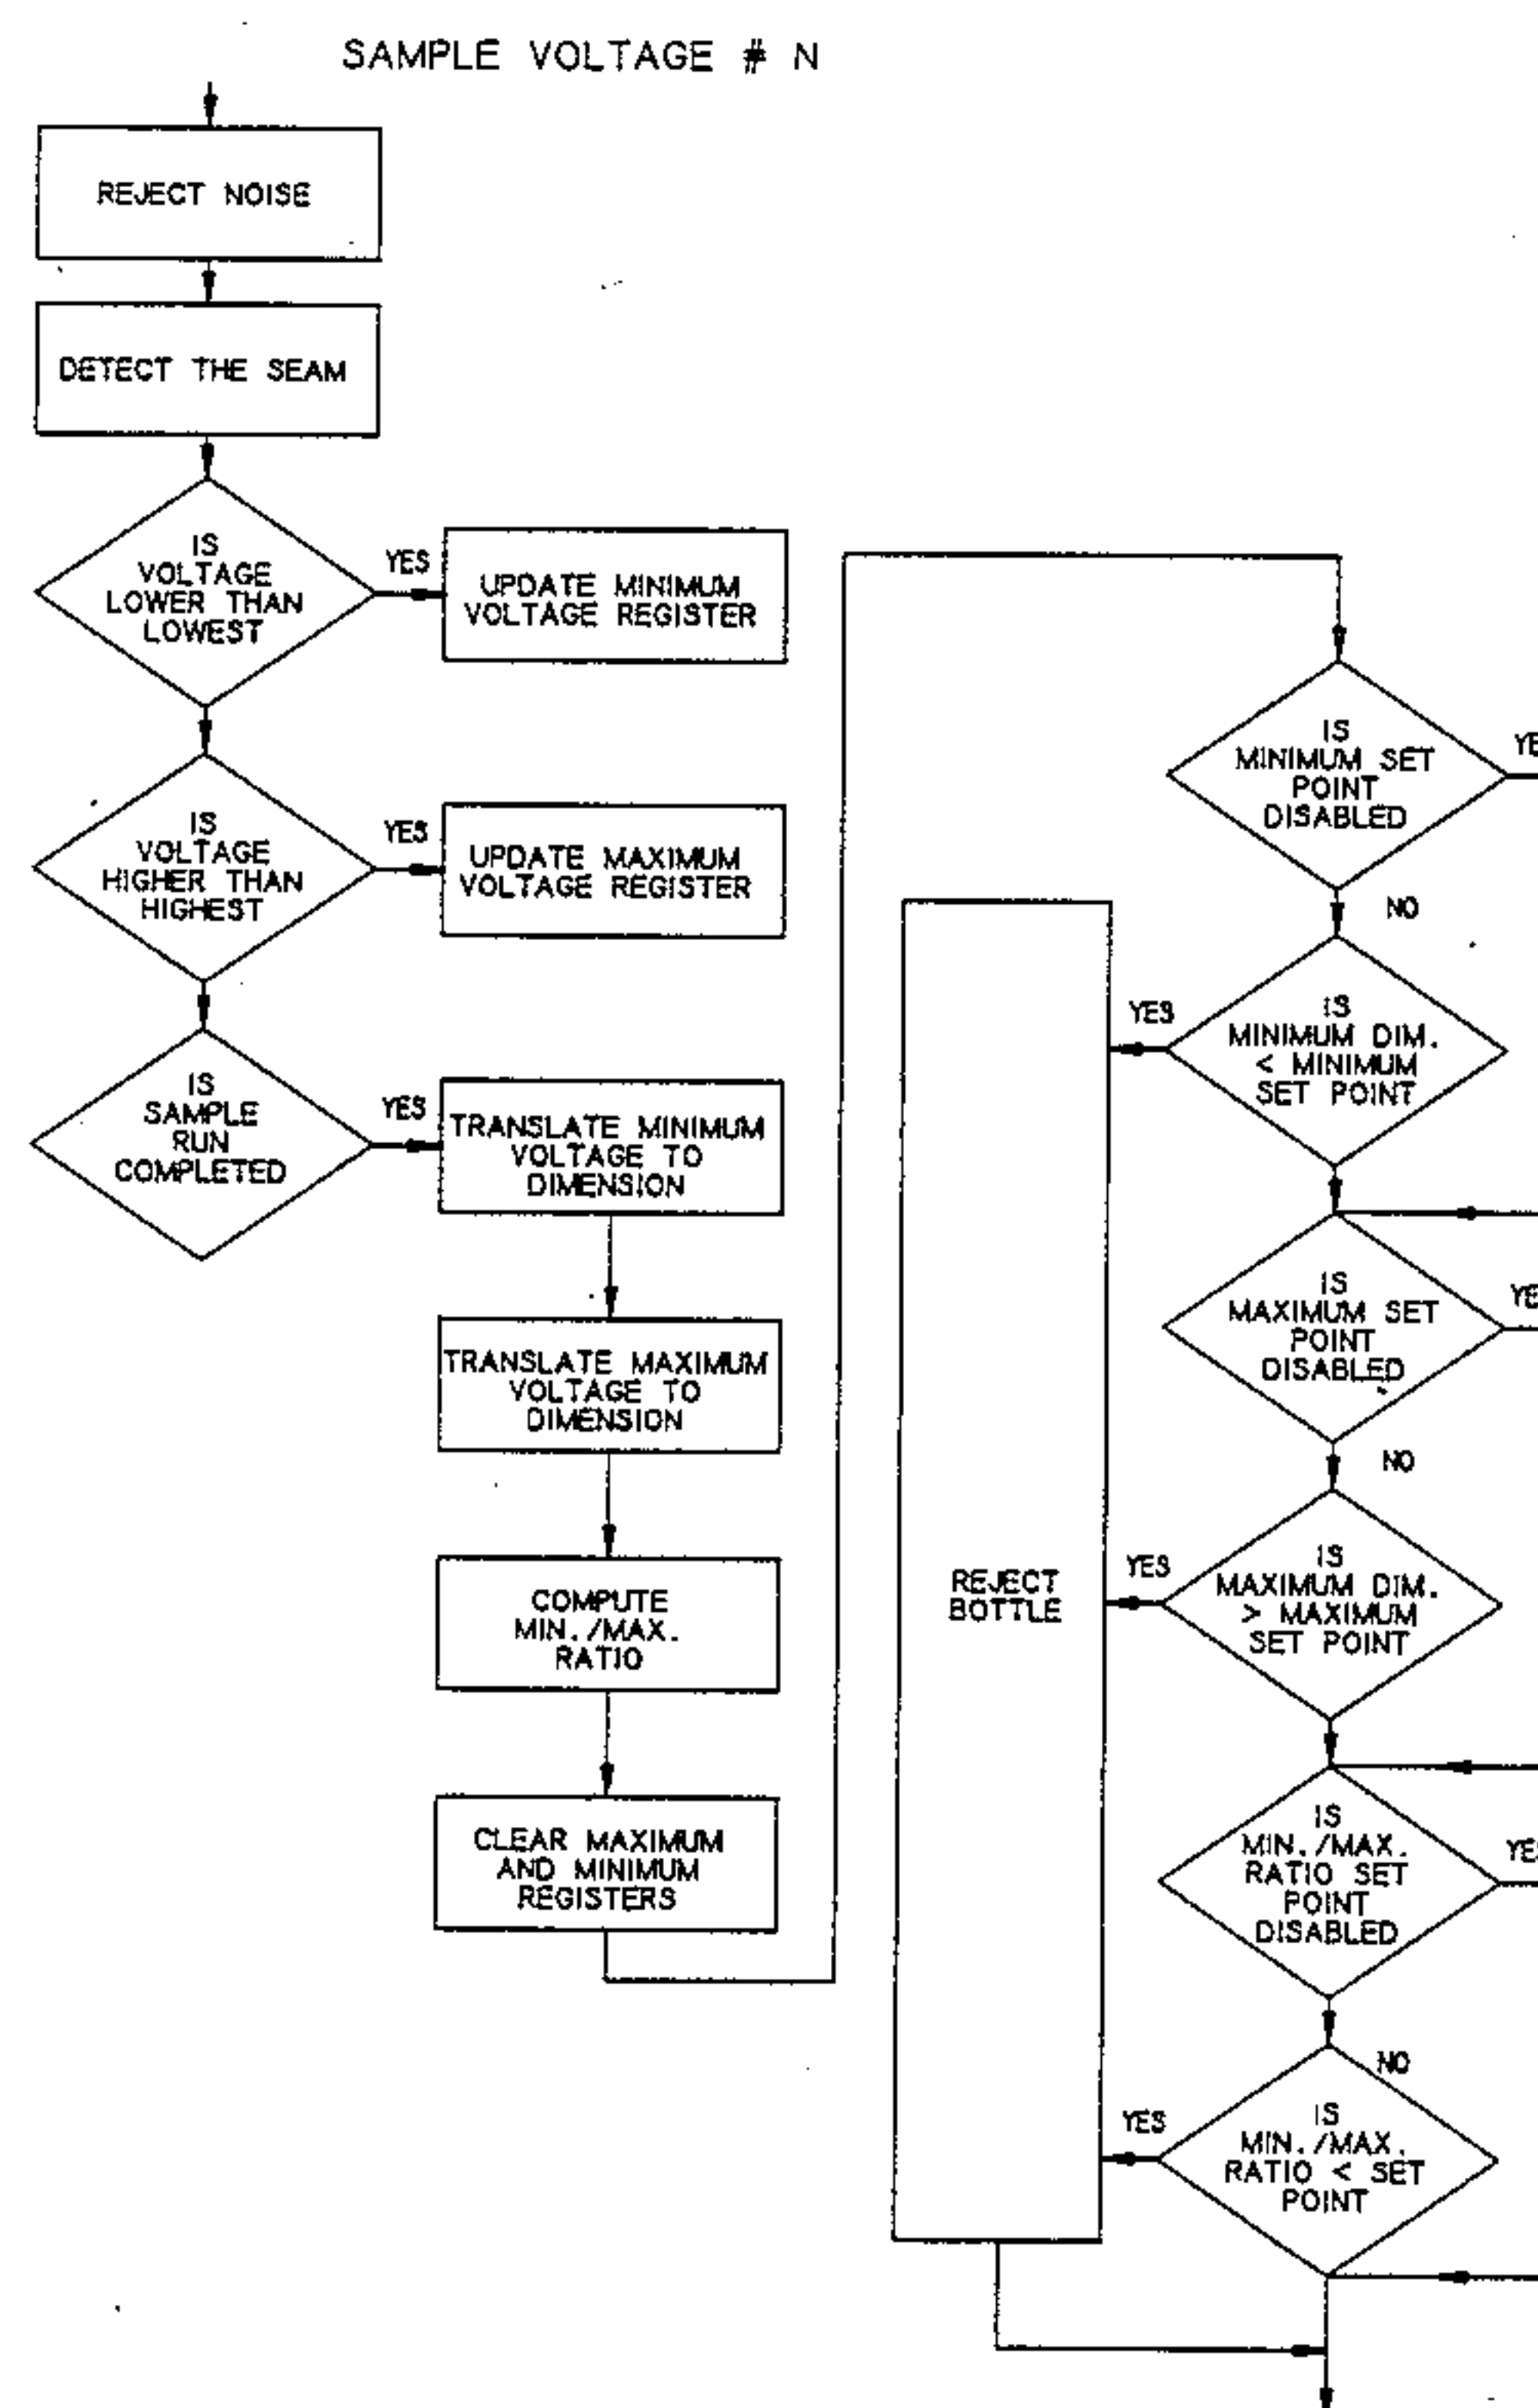 SAMPLE VOLTAGE # N
REJECT NOISE
DETECT THE SEAM
IS
VOLTAGE
LOWER THAN
LOWEST
YES
UPDATE MINIMUM
VOLTAGE REGISTER
IS
VOLTAGE
HIGHER THAN
HIGHEST
YES
UPDATE MAXIMUM
VOLTAGE REGISTER
IS
SAMPLE
RUN
COMPLETED
YES
TRANSLATE MINIMUM
VOLTAGE TO
DIMENSION
TRANSLATE MAXIMUM
VOLTAGE TO
DIMENSION
COMPUTE
MIN./MAX.
RATIO
CLEAR MAXIMUM
AND MINIMUM
REGISTERS
IS
MINIMUM SET
POINT
DISABLED
YE
NO
IS
MINIMUM DIM.
< MINIMUM
SET POINT
YES
IS
MAXIMUM SET
POINT
DISABLED
YE
NO
IS
MAXIMUM DIM.
> MAXIMUM
SET POINT
YES
REJECT
BOTTLE
IS
MIN./MAX.
RATIO SET
POINT
DISABLED
YES
NO
IS
MIN./MAX.
RATIO < SET
POINT
YES